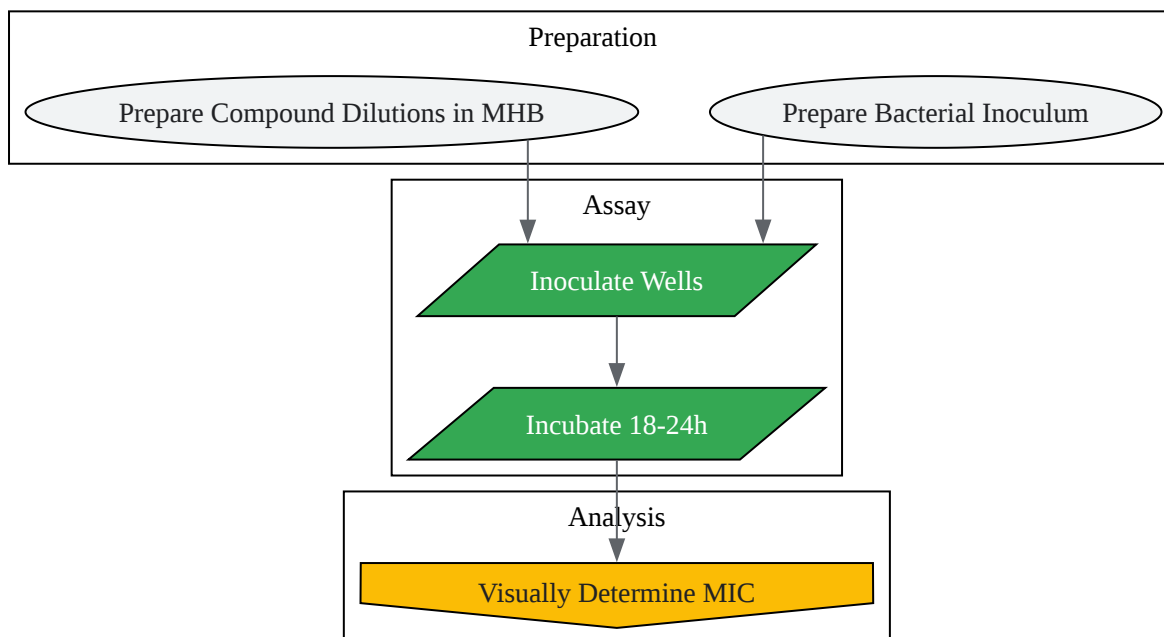 Preparation
Prepare Compound Dilutions in MHB
Prepare Bacterial Inoculum
Assay
Inoculate Wells
Incubate 18-24h
Analysis
Visually Determine MIC